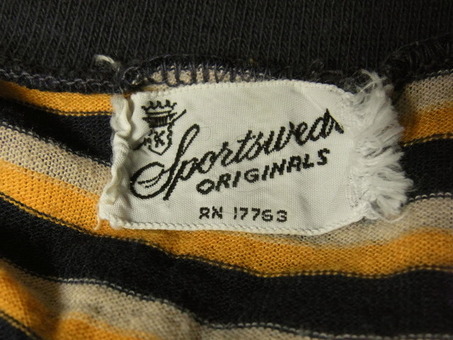 K
Sportswear
ORIGINALS
RN 17763